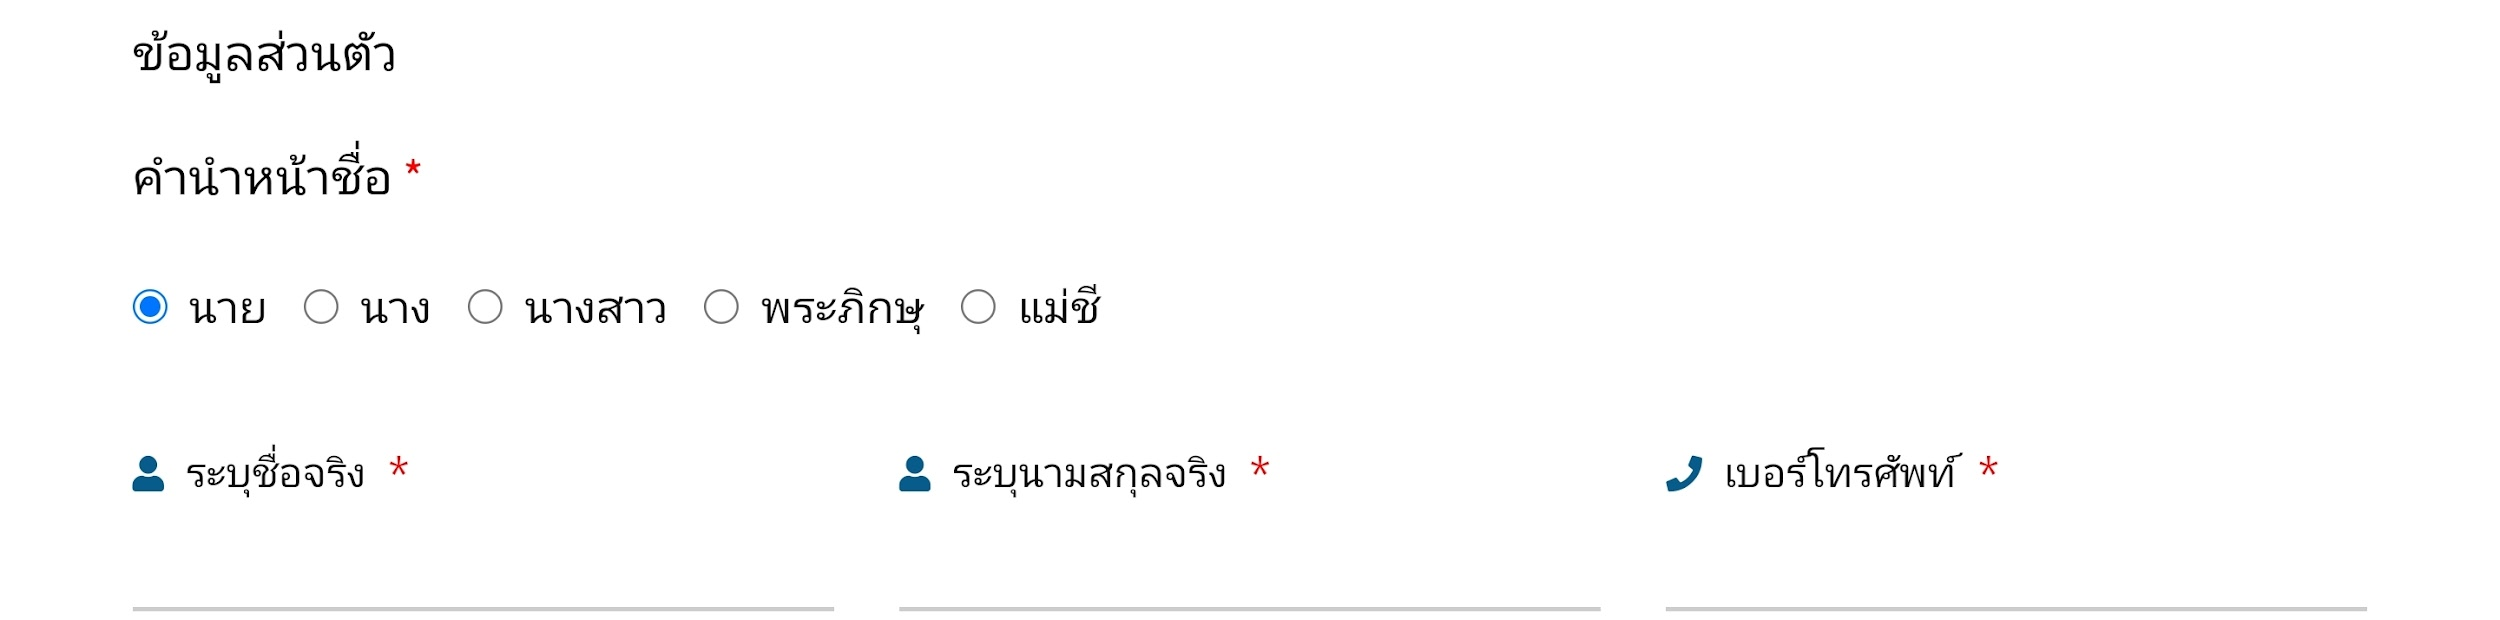 ข้อมูลส่วนตัว
คำนำหน้าชื่อ *
นาย นาง นางสาว พระภิกษุ แม่ชี
ระบุชื่อจริง * ระบุนามสกุลจริง * เบอร์โทรศัพท์ *